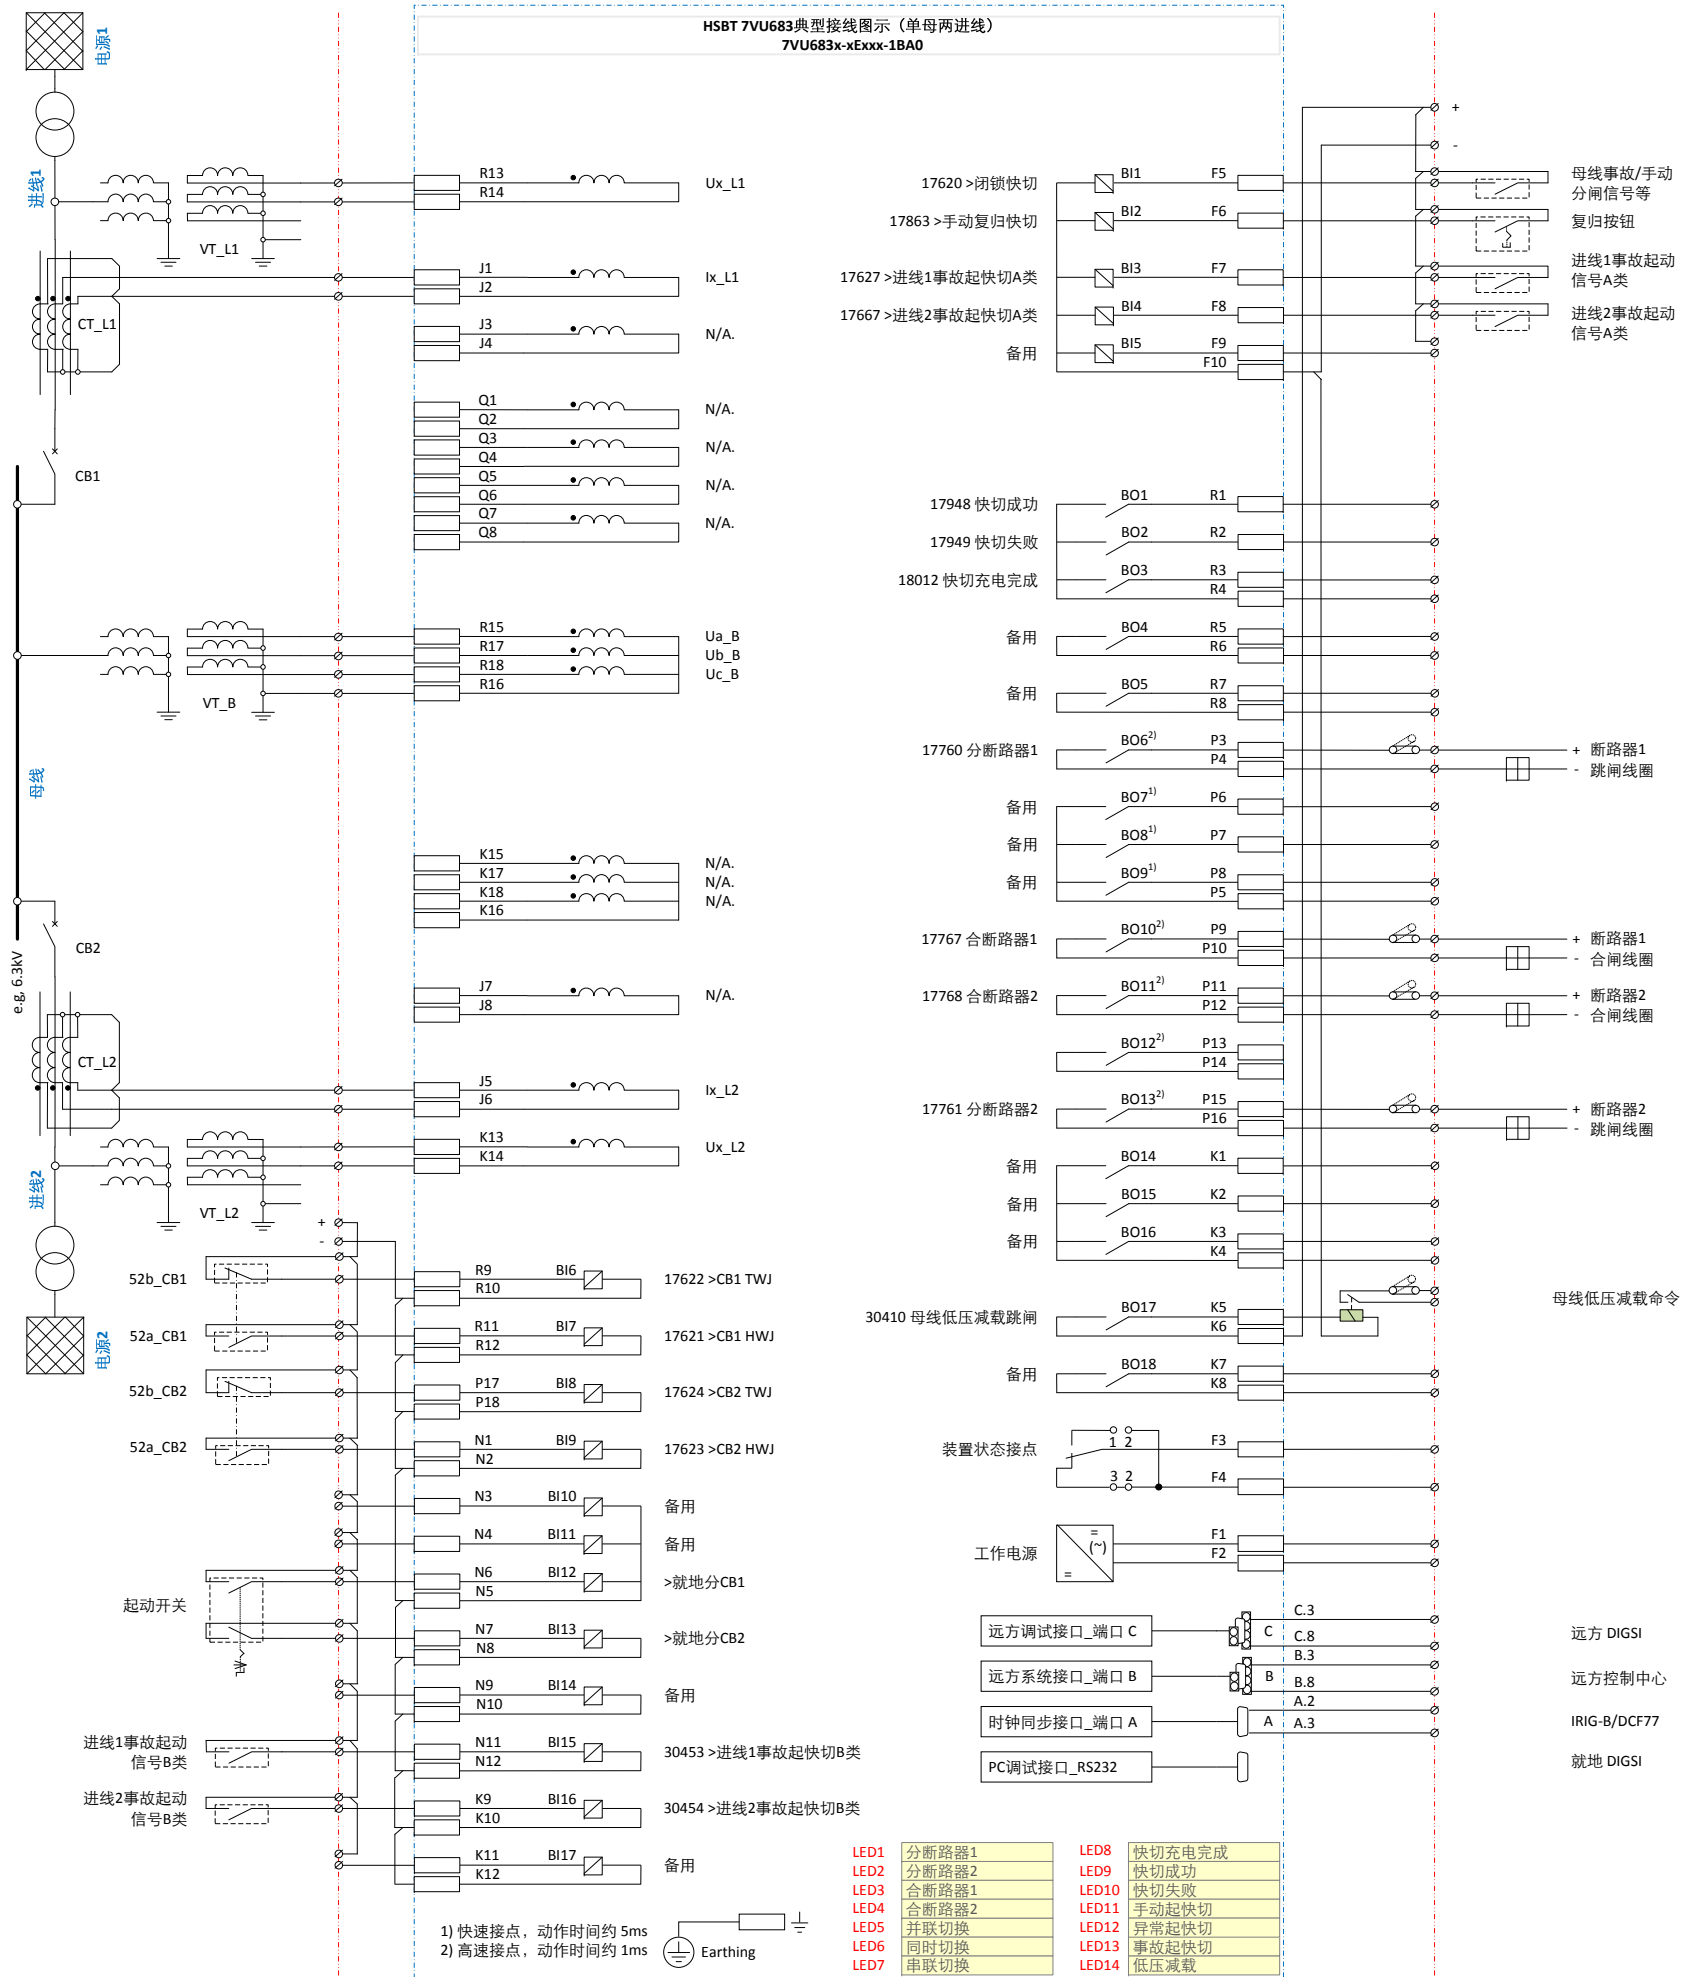 HSBT 7VU683典型接线图示（单母两进线）
7VU683x-xExxx-1BA0
电源1
进线1
VT_L1
CT_L1
CB1
VT_B
母线
CB2
e.g, 6.3kV
CT_L2
进线2
VT_L2
电源2
R13
R14
Ux_L1
J1
J2
Ix_L1
J3
J4
N/A.
Q1
Q2
N/A.
Q3
Q4
N/A.
Q5
Q6
N/A.
Q7
Q8
N/A.
R15
Ua_B
R17
Ub_B
R18
Uc_B
R16
K15
N/A.
K17
N/A.
K18
N/A.
K16
J7
J8
N/A.
J5
J6
Ix_L2
K13
K14
Ux_L2
+
-
52b_CB1
R9
BI6
R10
17622 >CB1 TWJ
52a_CB1
R11
BI7
R12
17621 >CB1 HWJ
52b_CB2
P17
BI8
P18
17624 >CB2 TWJ
52a_CB2
N1
BI9
N2
17623 >CB2 HWJ
N3
BI10
备用
N4
BI11
备用
起动开关
N6
BI12
N5
>就地分CB1
N7
BI13
N8
>就地分CB2
N9
BI14
N10
备用
进线1事故起动
信号B类
N11
BI15
N12
30453 >进线1事故起快切B类
进线2事故起动
信号B类
K9
BI16
K10
30454 >进线2事故起快切B类
K11
BI17
K12
备用
1) 快速接点，动作时间约 5ms
2) 高速接点，动作时间约 1ms
Earthing
+
-
17620 >闭锁快切
BI1
F5
母线事故/手动
分闸信号等
17863 >手动复归快切
BI2
F6
复归按钮
17627 >进线1事故起快切A类
BI3
F7
进线1事故起动
信号A类
17667 >进线2事故起快切A类
BI4
F8
进线2事故起动
信号A类
备用
BI5
F9
F10
17948 快切成功
BO1
R1
17949 快切失败
BO2
R2
18012 快切充电完成
BO3
R3
R4
备用
BO4
R5
R6
备用
BO5
R7
R8
17760 分断路器1
BO6²⁾
P3
P4
+ 断路器1
- 跳闸线圈
备用
BO7¹⁾
P6
备用
BO8¹⁾
P7
备用
BO9¹⁾
P8
P5
17767 合断路器1
BO10²⁾
P9
P10
+ 断路器1
- 合闸线圈
17768 合断路器2
BO11²⁾
P11
P12
+ 断路器2
- 合闸线圈
BO12²⁾
P13
P14
17761 分断路器2
BO13²⁾
P15
P16
+ 断路器2
- 跳闸线圈
备用
BO14
K1
备用
BO15
K2
备用
BO16
K3
K4
30410 母线低压减载跳闸
BO17
K5
K6
母线低压减载命令
备用
BO18
K7
K8
装置状态接点
1 2
3 2
F3
F4
工作电源
=
(~)
=
F1
F2
远方调试接口_端口 C
C
C.3
C.8
远方 DIGSI
远方系统接口_端口 B
B
B.3
B.8
远方控制中心
时钟同步接口_端口 A
A
A.2
A.3
IRIG-B/DCF77
PC调试接口_RS232
就地 DIGSI
LED1 分断路器1
LED2 分断路器2
LED3 合断路器1
LED4 合断路器2
LED5 并联切换
LED6 同时切换
LED7 串联切换
LED8 快切充电完成
LED9 快切成功
LED10 快切失败
LED11 手动起快切
LED12 异常起快切
LED13 事故起快切
LED14 低压减载